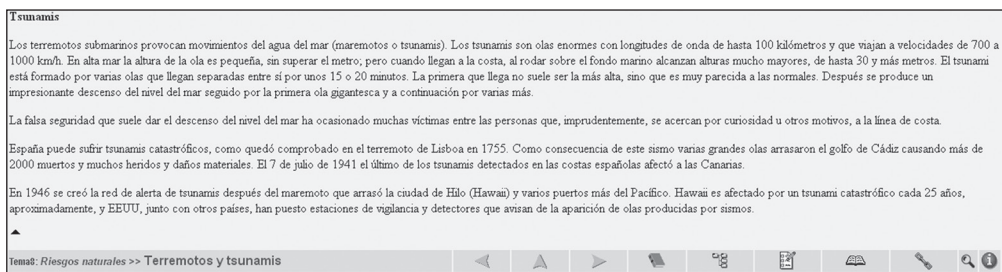 Tsunamis
Los terremotos submarinos provocan movimientos del agua del mar (maremotos o tsunamis). Los tsunamis son olas enormes con longitudes de onda de hasta 100 kilómetros y que viajan a velocidades de 700 a
1000 km/h. En alta mar la altura de la ola es pequeña, sin superar el metro; pero cuando llegan a la costa, al rodar sobre el fondo marino alcanzan alturas mucho mayores, de hasta 30 y más metros. El tsunami
está formado por varias olas que llegan separadas entre sí por unos 15 o 20 minutos. La primera que llega no suele ser la más alta, sino que es muy parecida a las normales. Después se produce un
impresionante descenso del nivel del mar seguido por la primera ola gigantesca y a continuación por varias más.
La falsa seguridad que suele dar el descenso del nivel del mar ha ocasionado muchas víctimas entre las personas que, imprudentemente, se acercan por curiosidad u otros motivos, a la línea de costa.
España puede sufrir tsunamis catastróficos, como quedó comprobado en el terremoto de Lisboa en 1755. Como consecuencia de este sismo varias grandes olas arrasaron el golfo de Cádiz causando más de
2000 muertos y muchos heridos y daños materiales. El 7 de julio de 1941 el último de los tsunamis detectados en las costas españolas afectó a las Canarias.
En 1946 se creó la red de alerta de tsunamis después del maremoto que arrasó la ciudad de Hilo (Hawaii) y varios puertos más del Pacífico. Hawaii es afectado por un tsunami catastrófico cada 25 años,
aproximadamente, y EEUU, junto con otros países, han puesto estaciones de vigilancia y detectores que avisan de la aparición de olas producidas por sismos.
Tema8: Riesgos naturales >> Terremotos y tsunamis